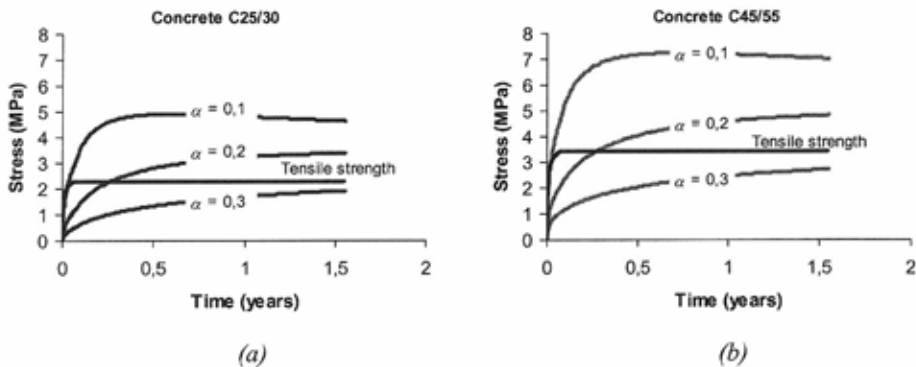 Concrete C25/30
Stress (MPa)
8
7
6
5
4
3
2
1
0
α = 0,1
α = 0,2
Tensile strength
α = 0,3
0 0,5 1 1,5 2
Time (years)
(a)
Concrete C45/55
Stress (MPa)
8
7
6
5
4
3
2
1
0
α = 0,1
α = 0,2
Tensile strength
α = 0,3
0 0,5 1 1,5 2
Time (years)
(b)